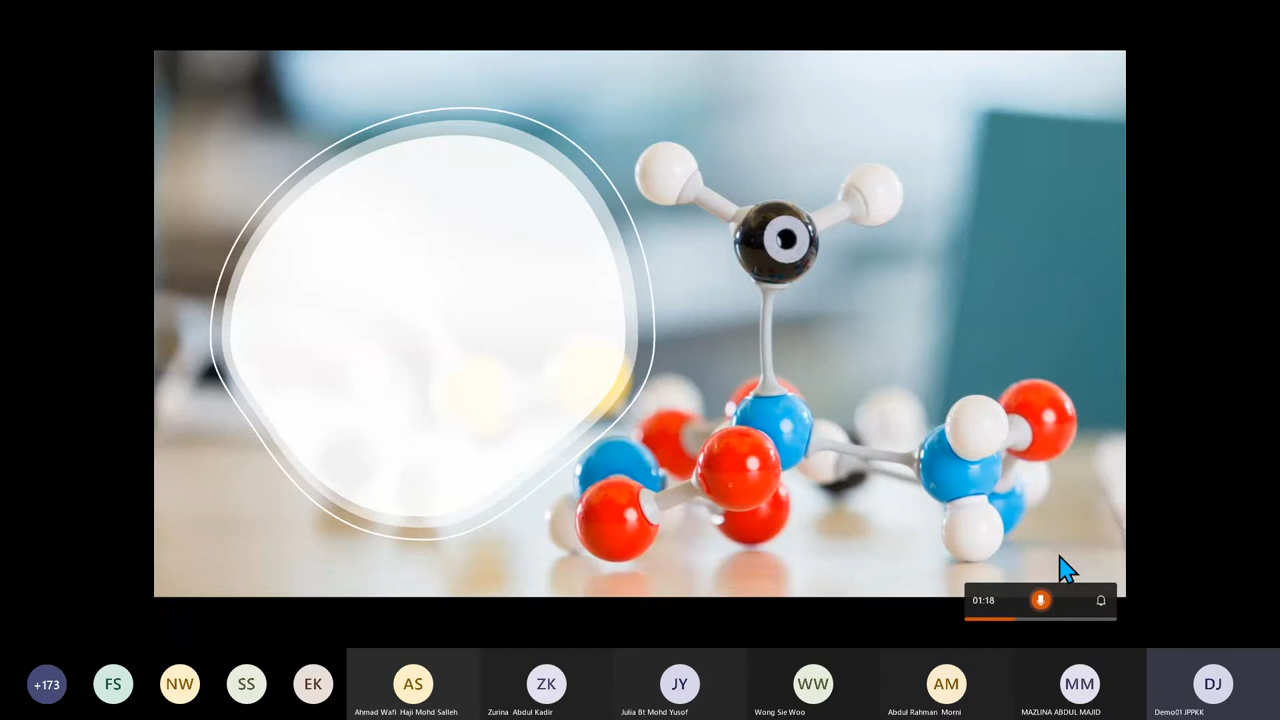 01:18
+173
FS
NW
SS
EK
AS
Ahmad Wafi Haji Mohd Salleh
ZK
Zurina Abdul Kadir
JY
Julia Bt Mohd Yusof
WW
Wong Sie Woo
AM
Abdul Rahman Morni
MM
MAZLINA ABDUL MAJID
DJ
Demo01 JPPKK